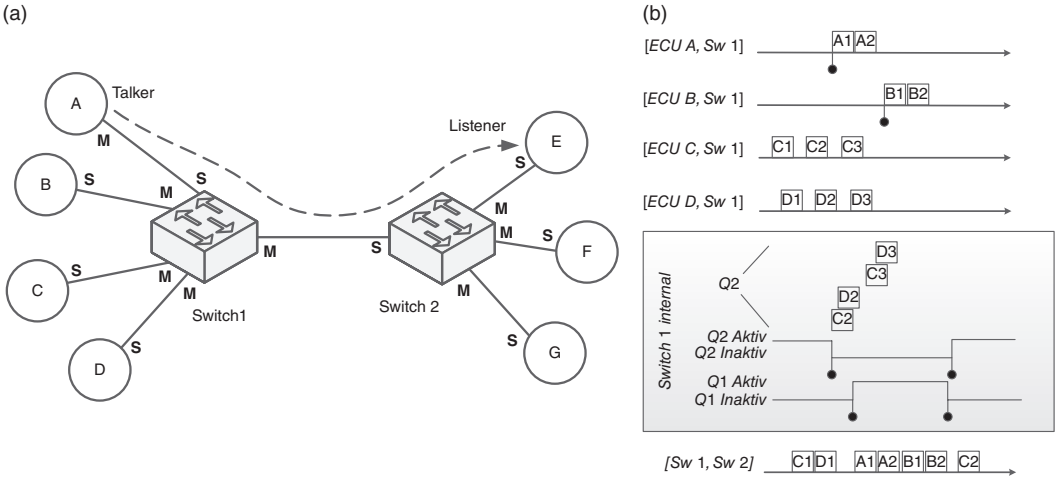 (a)
A
Talker
M
B
S
M
S
C
S
M
M
D
S
Switch1
M
Listener
E
S
M
S
M
S
F
M
Switch 2
S
G
(b)
[ECU A, Sw 1]
A1 A2
[ECU B, Sw 1]
B1 B2
[ECU C, Sw 1]
C1 C2 C3
[ECU D, Sw 1]
D1 D2 D3
Switch 1 internal
Q2
D3
C3
D2
C2
Q2 Aktiv
Q2 Inaktiv
Q1 Aktiv
Q1 Inaktiv
[Sw 1, Sw 2]
C1 D1 A1 A2 B1 B2 C2